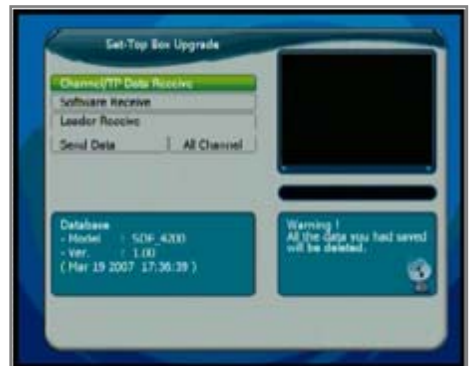 Set-Top Box Upgrade
Channel/TP Data Receive
Software Receive
Loader Receive
Send Data All Channel
Database
- Model : SDF_4200
- Ver. : 1.00
( Mar 19 2007 17:36:39 )
Warning !
All the data you had saved
will be deleted.